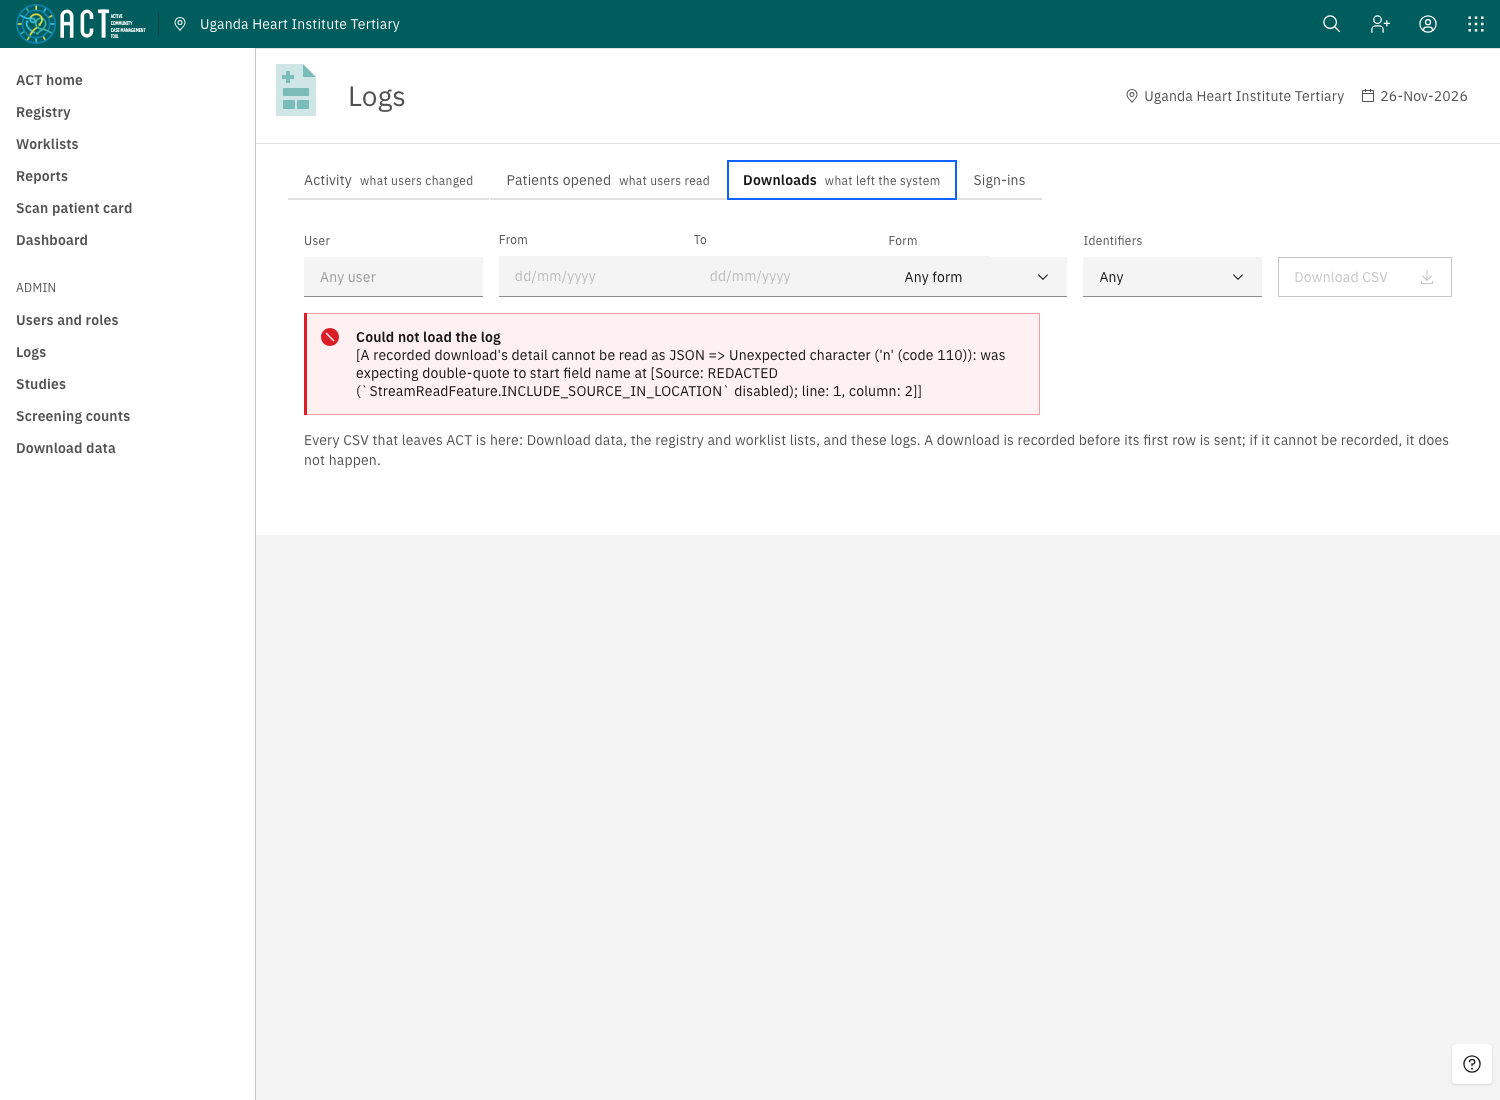 ACT
ACTIVE
COMMUNITY
CASE MANAGEMENT
TOOL
Uganda Heart Institute Tertiary
ACT home
Registry
Worklists
Reports
Scan patient card
Dashboard
ADMIN
Users and roles
Logs
Studies
Screening counts
Download data
Logs
Uganda Heart Institute Tertiary 26-Nov-2026
Activity what users changed Patients opened what users read Downloads what left the system Sign-ins
User From To Form Identifiers
Any user dd/mm/yyyy dd/mm/yyyy Any form Any Download CSV
Could not load the log
[A recorded download's detail cannot be read as JSON => Unexpected character ('n' (code 110)): was
expecting double-quote to start field name at [Source: REDACTED
(`StreamReadFeature.INCLUDE_SOURCE_IN_LOCATION` disabled); line: 1, column: 2]]
Every CSV that leaves ACT is here: Download data, the registry and worklist lists, and these logs. A download is recorded before its first row is sent; if it cannot be recorded, it does
not happen.